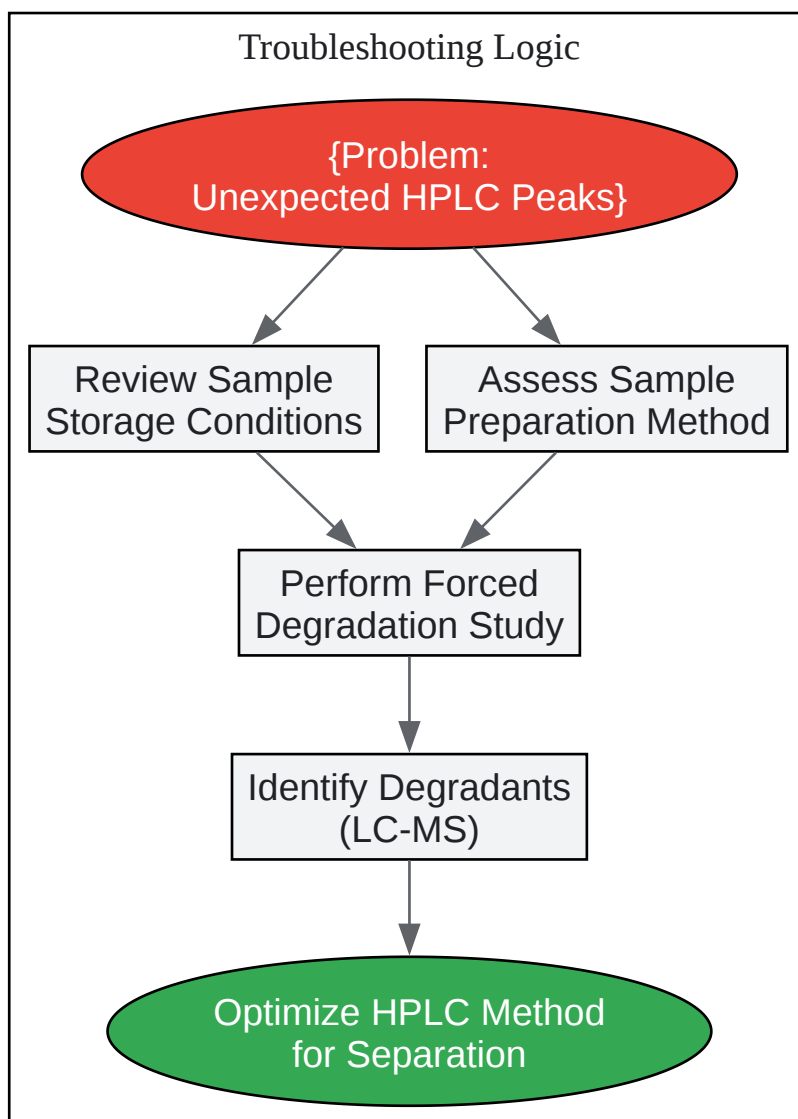 Troubleshooting Logic
{Problem:
Unexpected HPLC Peaks}
Review Sample
Storage Conditions
Assess Sample
Preparation Method
Perform Forced
Degradation Study
Identify Degradants
(LC-MS)
Optimize HPLC Method
for Separation